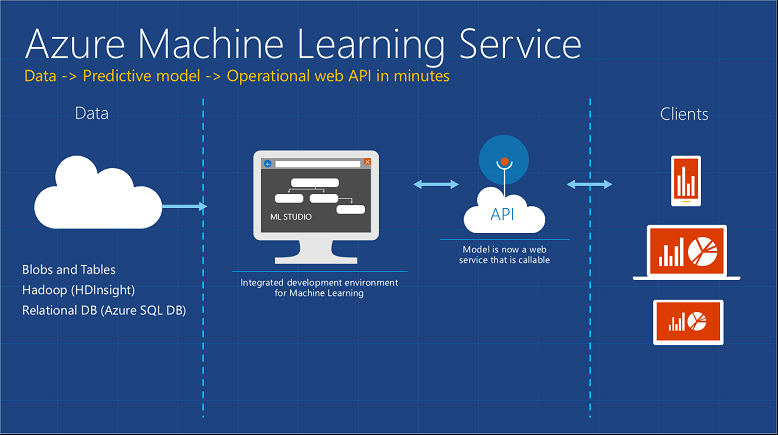 Azure Machine Learning Service
Data -> Predictive model -> Operational web API in minutes
Data
Clients
ML STUDIO
API
Model is now a web
service that is callable
Integrated development environment
for Machine Learning
Blobs and Tables
Hadoop (HDInsight)
Relational DB (Azure SQL DB)